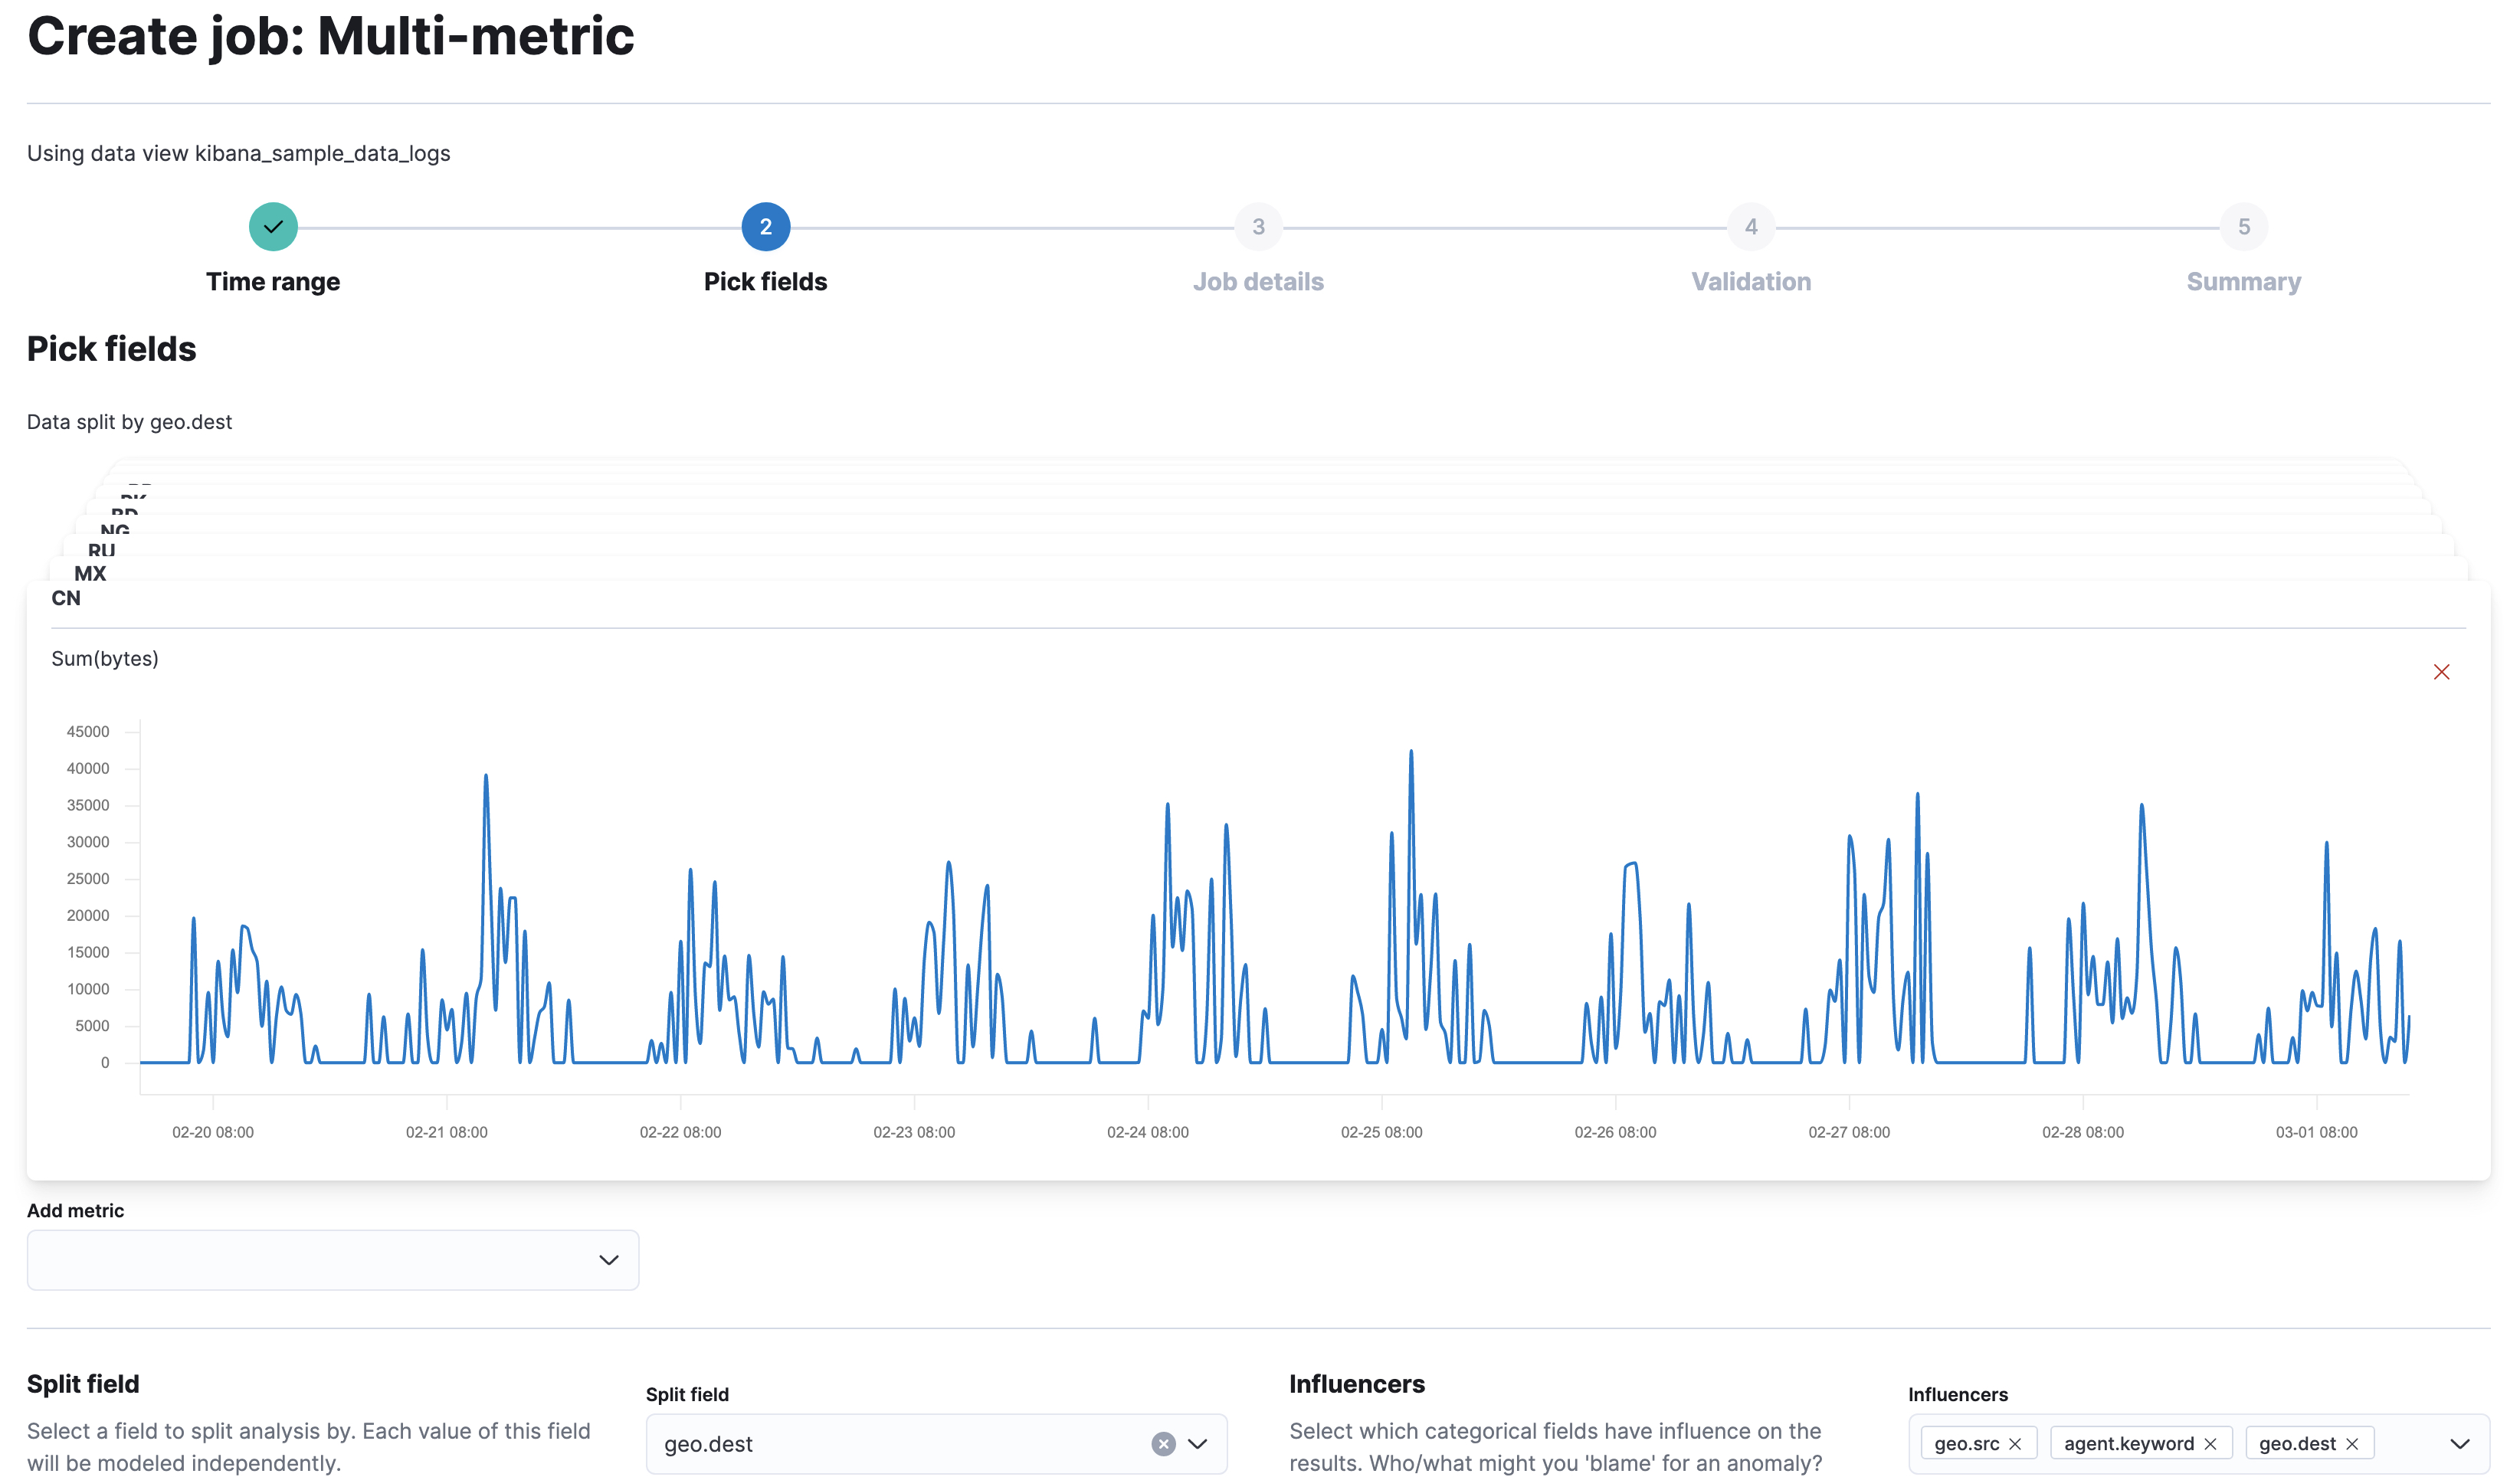 Create job: Multi-metric
Using data view kibana_sample_data_logs
2
3
4
5
Time range
Pick fields
Job details
Validation
Summary
Pick fields
Data split by geo.dest
NG
RU
MX
CN
Sum(bytes)
45000
40000
35000
30000
25000
20000
15000
10000
5000
0
02-20 08:00
02-21 08:00
02-22 08:00
02-23 08:00
02-24 08:00
02-25 08:00
02-26 08:00
02-27 08:00
02-28 08:00
03-01 08:00
Add metric
Split field
Select a field to split analysis by. Each value of this field
will be modeled independently.
Split field
geo.dest
Influencers
Select which categorical fields have influence on the
results. Who/what might you 'blame' for an anomaly?
Influencers
geo.src
agent.keyword
geo.dest